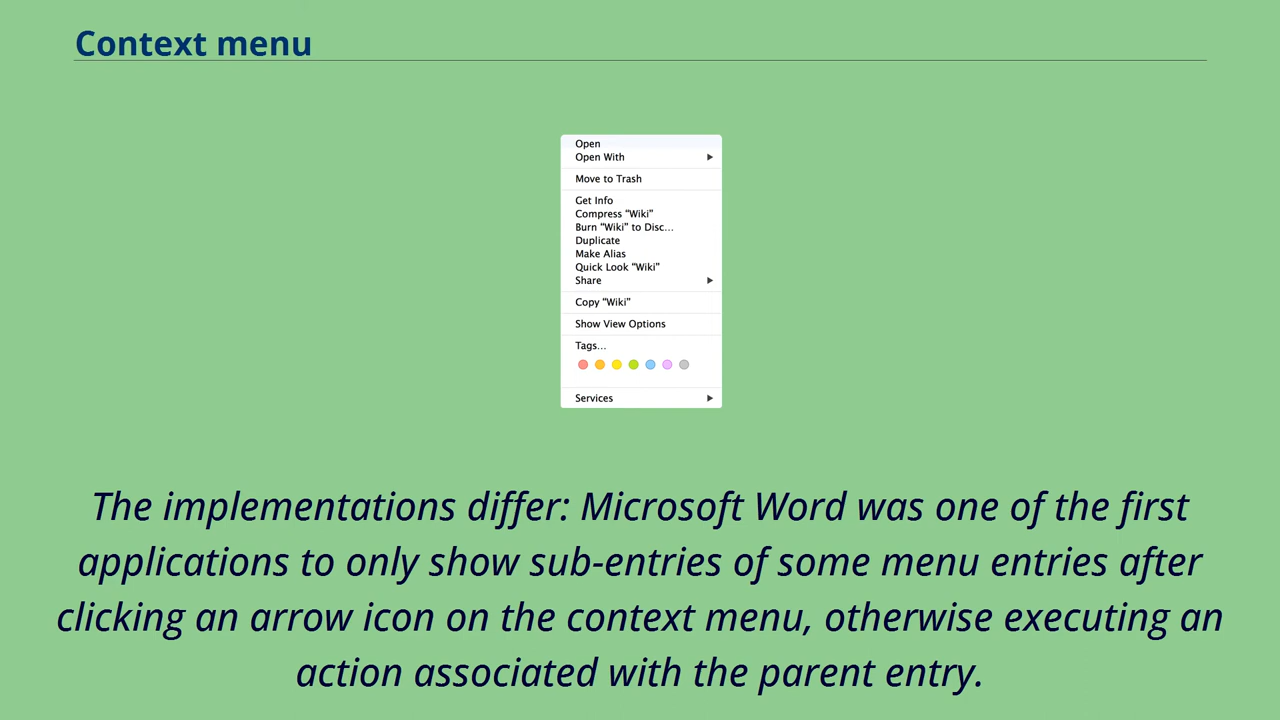 Context menu
Open
Open With
Move to Trash
Get Info
Compress “Wiki”
Burn “Wiki” to Disc...
Duplicate
Make Alias
Quick Look “Wiki”
Share
Copy “Wiki”
Show View Options
Tags...
Services
The implementations differ: Microsoft Word was one of the first
applications to only show sub-entries of some menu entries after
clicking an arrow icon on the context menu, otherwise executing an
action associated with the parent entry.